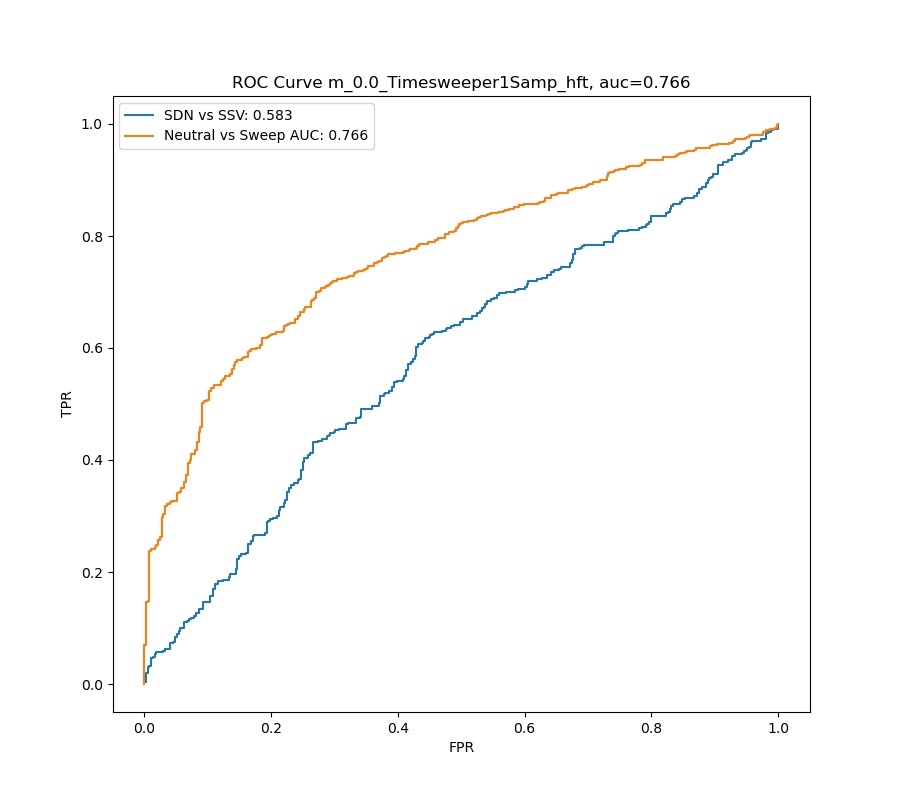 ROC Curve m_0.0_Timesweeper1Samp_hft, auc=0.766
SDN vs SSV: 0.583
Neutral vs Sweep AUC: 0.766
1.0
0.8
0.6
0.4
0.2
0.0
TPR
0.0 0.2 0.4 0.6 0.8 1.0
FPR